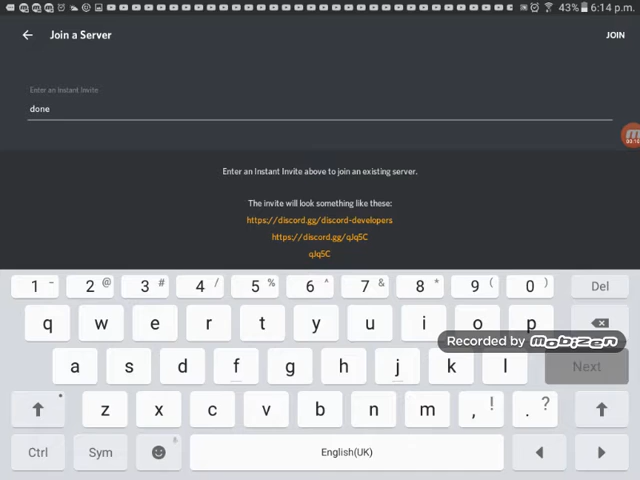 43% 6:14 p.m.
Join a Server
JOIN
Enter an Instant Invite
done
Enter an Instant Invite above to join an existing server.
The invite will look something like these:
https://discord.gg/discord-developers
https://discord.gg/qJq5C
qJq5C
1 - 2 @ 3 # 4 / 5 % 6 ^ 7 & 8 * 9 ( 0 ) Del
q w e r t y u i o p
Recorded by mobizen
a s d f g h j k l Next
z x c v b n m , ! . ?
Ctrl Sym English(UK)